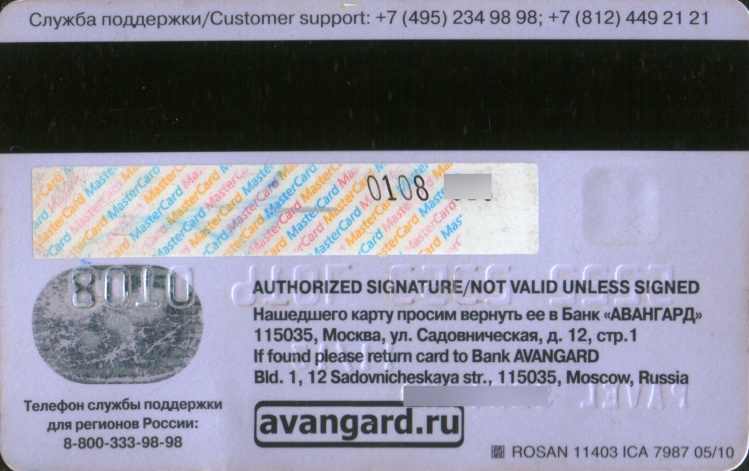 Служба поддержки/Customer support: +7 (495) 234 98 98; +7 (812) 449 21 21
MasterCard
0108
AUTHORIZED SIGNATURE/NOT VALID UNLESS SIGNED
Нашедшего карту просим вернуть ее в Банк «АВАНГАРД»
115035, Москва, ул. Садовническая, д. 12, стр.1
If found please return card to Bank AVANGARD
Bld. 1, 12 Sadovnicheskaya str., 115035, Moscow, Russia
Телефон службы поддержки
для регионов России:
8-800-333-98-98
avangard.ru
ROSAN 11403 ICA 7987 05/10